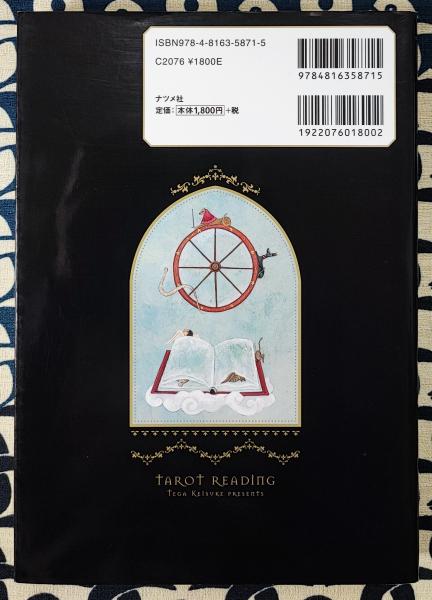 ISBN978-4-8163-5871-5
C2076 ¥1800E
9784816358715
ナツメ社
定価：本体1,800円+税
1922076018002
TAROT READING
TEGA KEISUKE PRESENTS